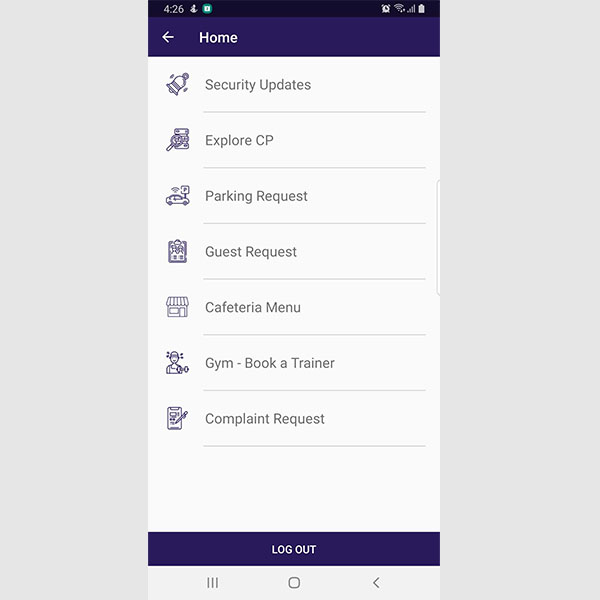 4:26
Home
Security Updates
Explore CP
Parking Request
Guest Request
Cafeteria Menu
Gym - Book a Trainer
Complaint Request
LOG OUT